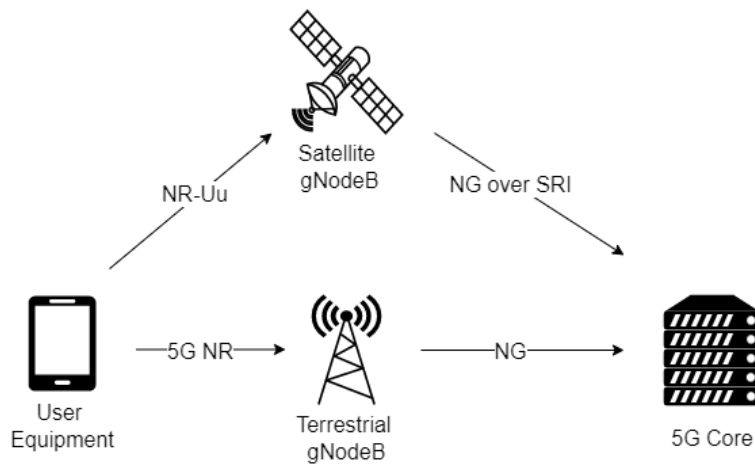 Satellite
gNodeB
NR-Uu
NG over SRI
5G NR
NG
User
Equipment
Terrestrial
gNodeB
5G Core